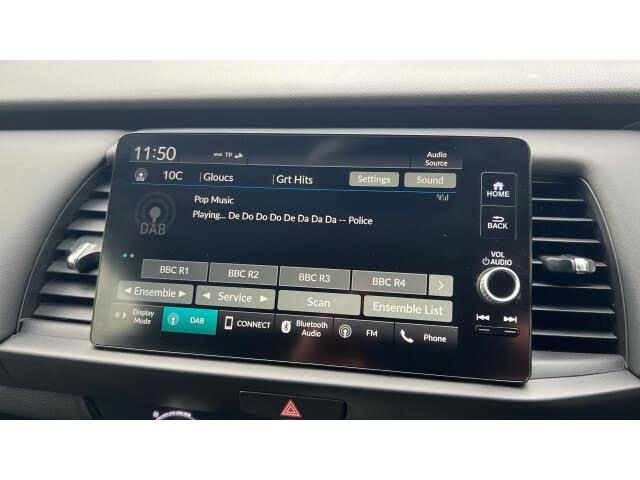 11:50 TP Audio Source
10C Gloucs Grt Hits Settings Sound
HOME
Pop Music
Playing... De Do Do Do De Da Da Da -- Police
BACK
DAB
VOL
AUDIO
BBC R1 BBC R2 BBC R3 BBC R4 >
◀ Ensemble ▶ ◀ Service ▶ Scan Ensemble List
Display Mode DAB CONNECT Bluetooth Audio FM Phone